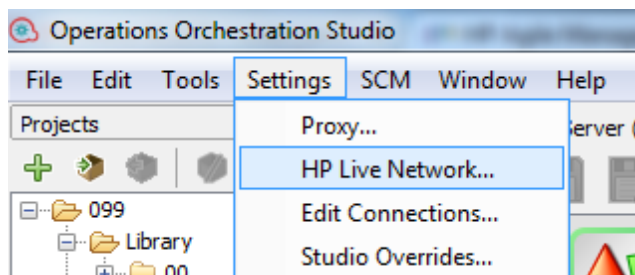 Operations Orchestration Studio
File Edit Tools Settings SCM Window Help
Projects
Proxy...
erver (
HP Live Network...
099
Edit Connections...
Library
Studio Overrides...
00